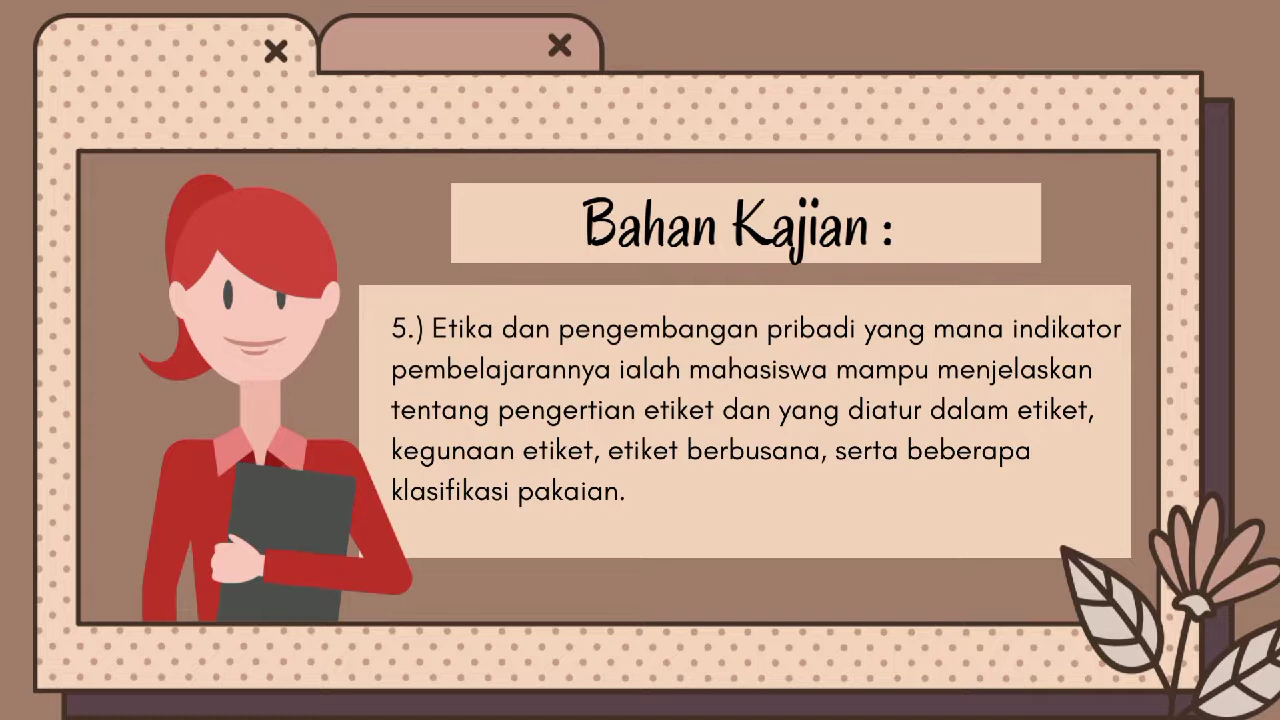 Bahan Kajian :
5.) Etika dan pengembangan pribadi yang mana indikator
pembelajarannya ialah mahasiswa mampu menjelaskan
tentang pengertian etiket dan yang diatur dalam etiket,
kegunaan etiket, etiket berbusana, serta beberapa
klasifikasi pakaian.